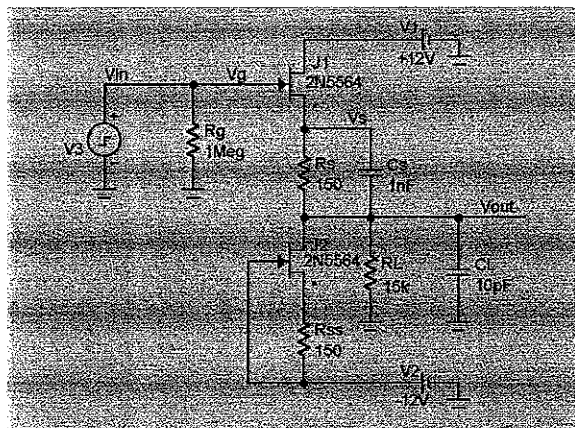 V1
+12V
J1
2N5564
Vin
Vg
V3
Rg
1Meg
Vs
Rs
150
Cs
1nF
Vout
J2
2N5564
RL
15k
CL
10pF
Rss
150
V2
12V